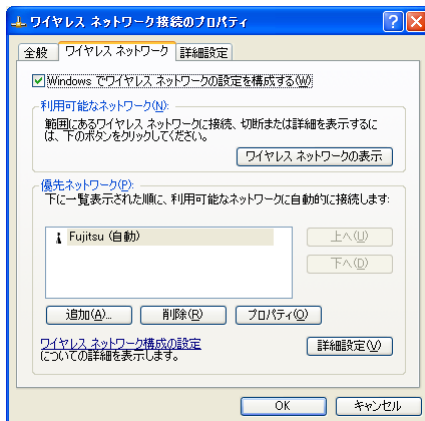 ワイヤレス ネットワーク接続のプロパティ
全般 ワイヤレス ネットワーク 詳細設定
Windows でワイヤレス ネットワークの設定を構成する(W)
利用可能なネットワーク(N):
範囲にあるワイヤレス ネットワークに接続、切断または詳細を表示するに
は、下のボタンをクリックしてください。
ワイヤレス ネットワークの表示
優先ネットワーク(P):
下に一覧表示された順に、利用可能なネットワークに自動的に接続します:
Fujitsu (自動)
上へ(U)
下へ(D)
追加(A)... 削除(R) プロパティ(O)
ワイヤレス ネットワーク構成の設定
についての詳細を表示します。
詳細設定(V)
OK キャンセル